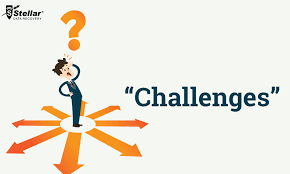 Stellar®
DATA RECOVERY
?
“Challenges”